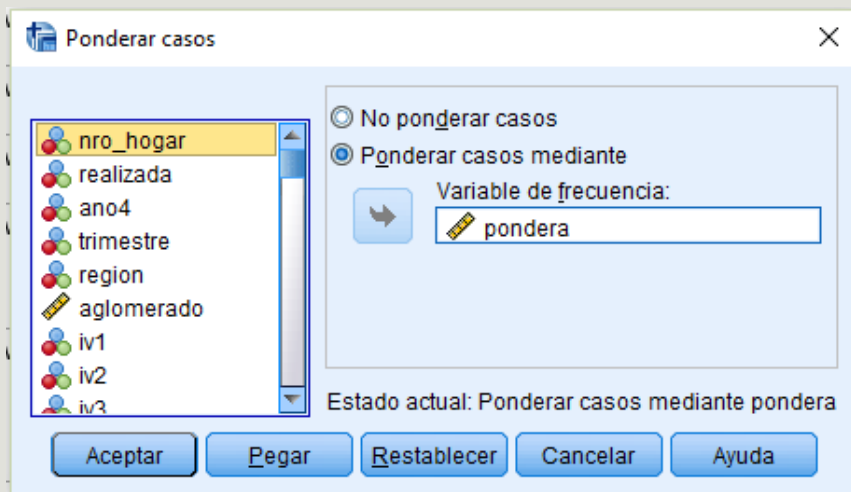 Ponderar casos
nro_hogar
realizada
ano4
trimestre
region
aglomerado
iv1
iv2
iv3
No ponderar casos
Ponderar casos mediante
Variable de frecuencia:
pondera
Estado actual: Ponderar casos mediante pondera
Aceptar Pegar Restablecer Cancelar Ayuda